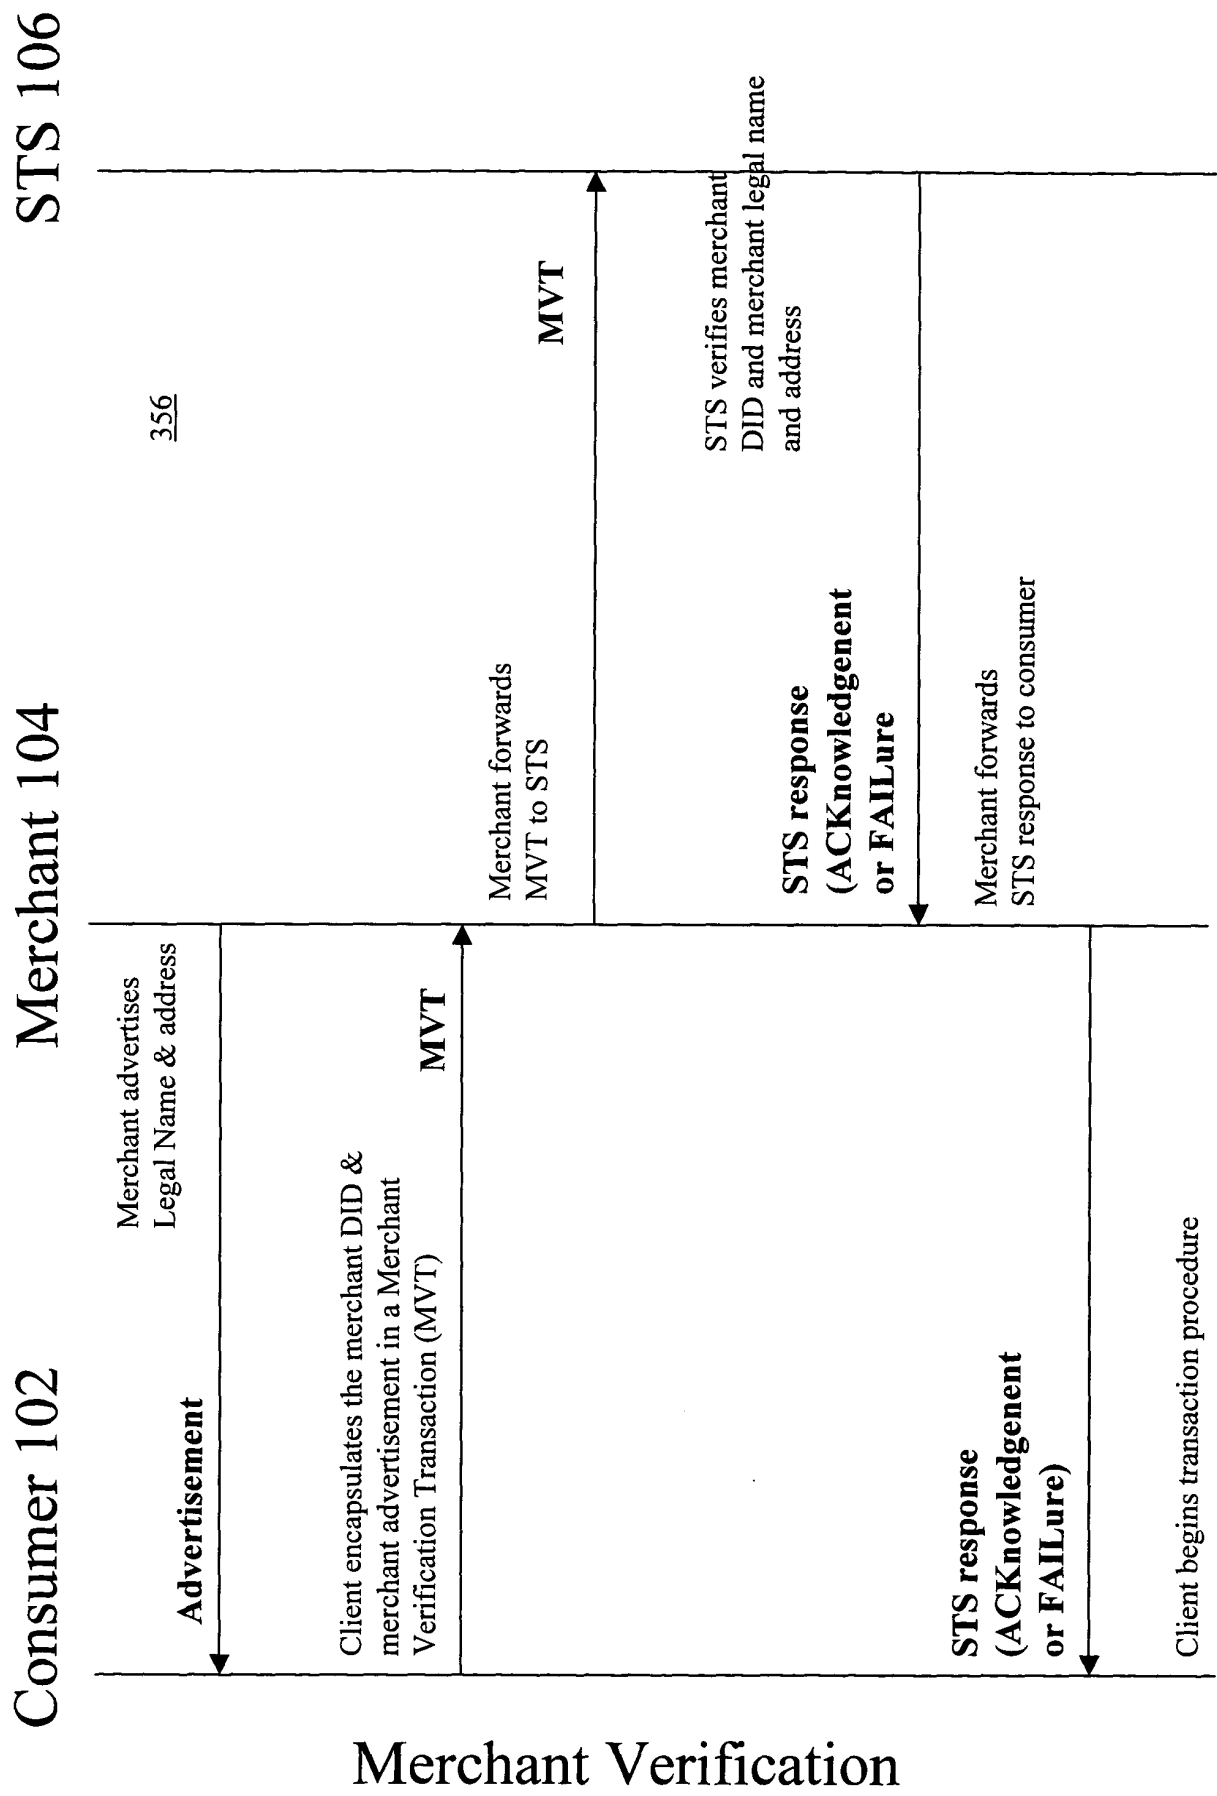 Merchant Verification
Consumer 102
Merchant 104
STS 106
356
Merchant advertises
Legal Name & address
Advertisement
Client encapsulates the merchant DID &
merchant advertisement in a Merchant
Verification Transaction (MVT)
MVT
Merchant forwards
MVT to STS
MVT
STS verifies merchant
DID and merchant legal name
and address
STS response
(ACKnowledgenent
or FAILure
Merchant forwards
STS response to consumer
STS response
(ACKnowledgenent
or FAILure)
Client begins transaction procedure